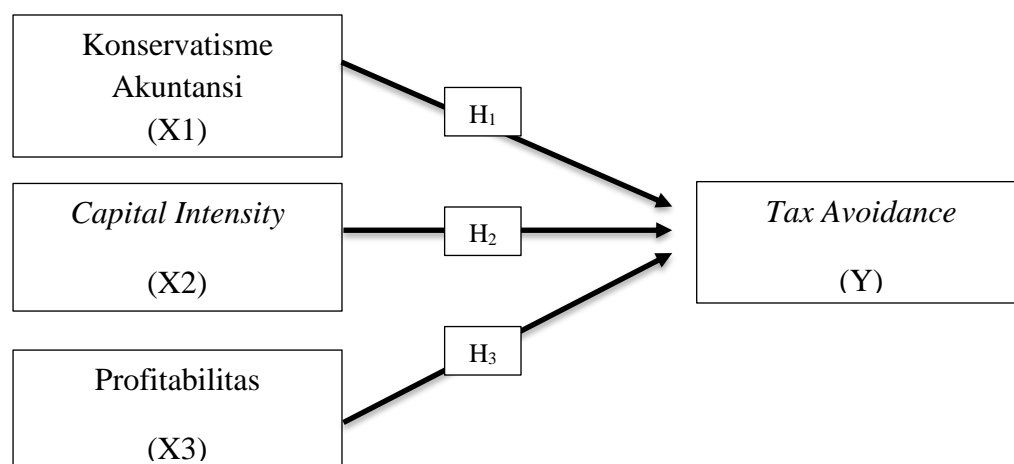 Konservatisme
Akuntansi
(X1)
H₁
Capital Intensity
(X2)
H₂
Tax Avoidance
(Y)
Profitabilitas
(X3)
H₃